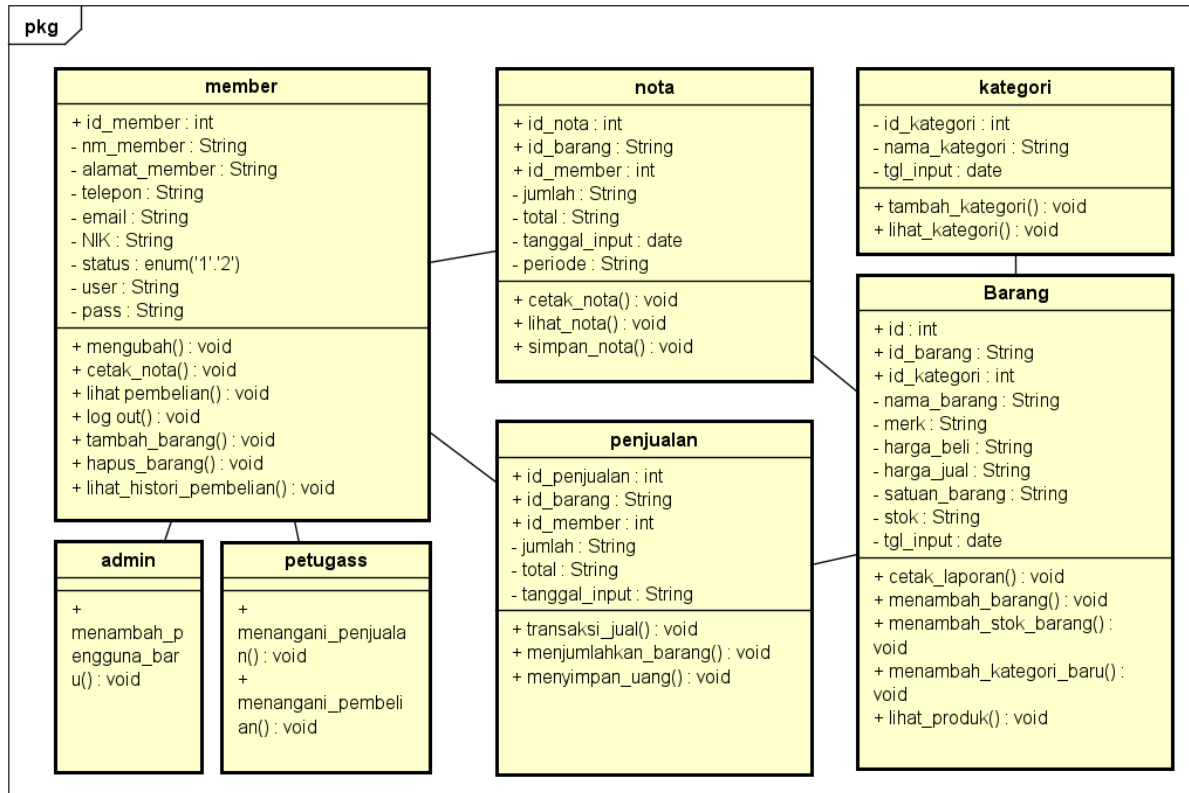 pkg
member
+ id_member : int
- nm_member : String
- alamat_member : String
- telepon : String
- email : String
- NIK : String
- status : enum('1'.'2')
- user : String
- pass : String
+ mengubah() : void
+ cetak_nota() : void
+ lihat pembelian() : void
+ log out() : void
+ tambah_barang() : void
+ hapus_barang() : void
+ lihat_histori_pembelian() : void
nota
+ id_nota : int
+ id_barang : String
+ id_member : int
- jumlah : String
- total : String
- tanggal_input : date
- periode : String
+ cetak_nota() : void
+ lihat_nota() : void
+ simpan_nota() : void
kategori
- id_kategori : int
- nama_kategori : String
- tgl_input : date
+ tambah_kategori() : void
+ lihat_kategori() : void
Barang
+ id : int
+ id_barang : String
+ id_kategori : int
- nama_barang : String
- merk : String
- harga_beli : String
- harga_jual : String
- satuan_barang : String
- stok : String
- tgl_input : date
+ cetak_laporan() : void
+ menambah_barang() : void
+ menambah_stok_barang() :
void
+ menambah_kategori_baru() :
void
+ lihat_produk() : void
penjualan
+ id_penjualan : int
+ id_barang : String
+ id_member : int
- jumlah : String
- total : String
- tanggal_input : String
+ transaksi_jual() : void
+ menjumlahkan_barang() : void
+ menyimpan_uang() : void
admin
+
menambah_p
engguna_bar
u() : void
petugass
+
menangani_penjuala
n() : void
+
menangani_pembeli
an() : void